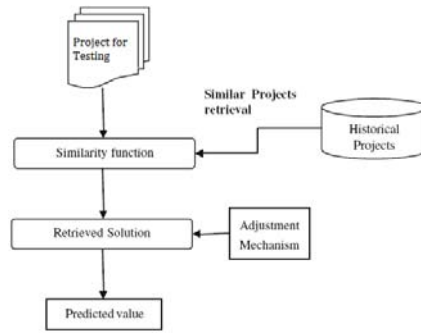 Project for
Testing
Similar Projects
retrieval
Historical
Projects
Similarity function
Retrieved Solution
Adjustment
Mechanism
Predicted value